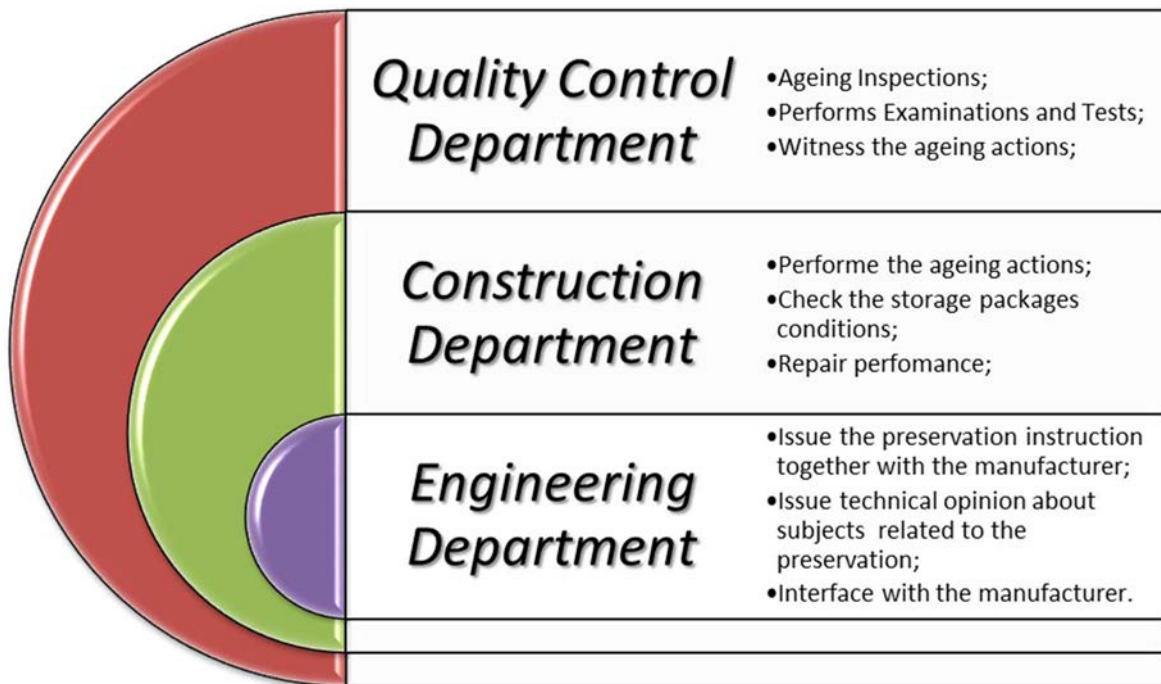 Quality Control
Department
•Ageing Inspections;
•Performs Examinations and Tests;
•Witness the ageing actions;
Construction
Department
•Performe the ageing actions;
•Check the storage packages
conditions;
•Repair perfomance;
Engineering
Department
•Issue the preservation instruction
together with the manufacturer;
•Issue technical opinion about
subjects related to the
preservation;
•Interface with the manufacturer.